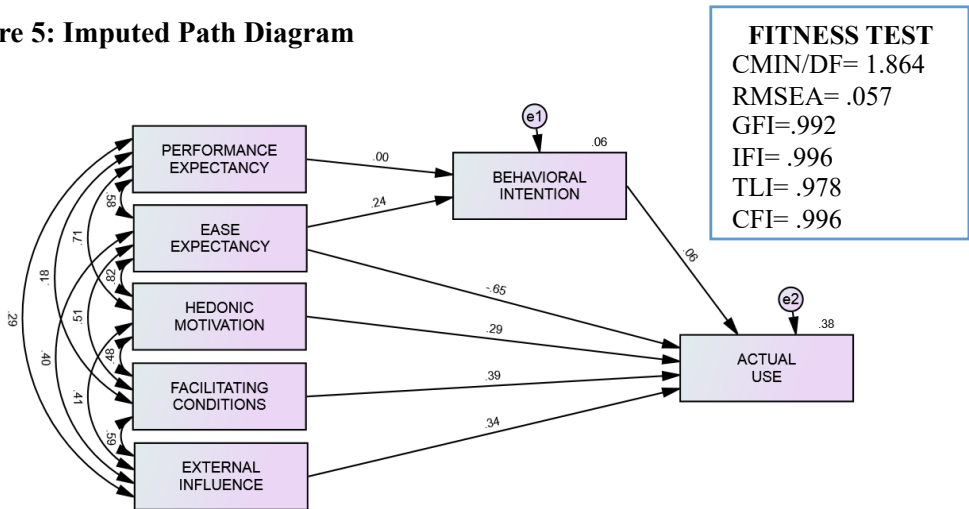 re 5: Imputed Path Diagram
FITNESS TEST
CMIN/DF= 1.864
RMSEA= .057
GFI=.992
IFI= .996
TLI= .978
CFI= .996
e1
.06
PERFORMANCE
EXPECTANCY
.00
BEHAVIORAL
INTENTION
.58
.24
EASE
EXPECTANCY
.71
.06
.82
.18
-.65
e2
.29
.51
HEDONIC
MOTIVATION
.29
.38
.48
ACTUAL
USE
.40
.39
.41
FACILITATING
CONDITIONS
.34
.59
EXTERNAL
INFLUENCE